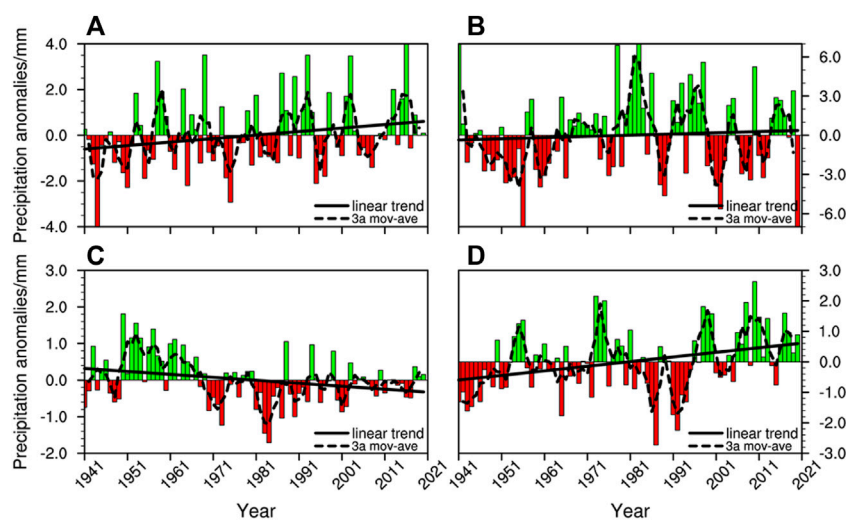 A
B
Precipitation anomalies/mm
4.0
2.0
0.0
-2.0
-4.0
linear trend
3a mov-ave
6.0
3.0
0.0
-3.0
-6.0
linear trend
3a mov-ave
C
D
Precipitation anomalies/mm
3.0
2.0
1.0
0.0
-1.0
-2.0
linear trend
3a mov-ave
3.0
2.0
1.0
0.0
-1.0
-2.0
-3.0
linear trend
3a mov-ave
1941 1951 1961 1971 1981 1991 2001 2011 2021
1941 1951 1961 1971 1981 1991 2001 2011 2021
Year
Year